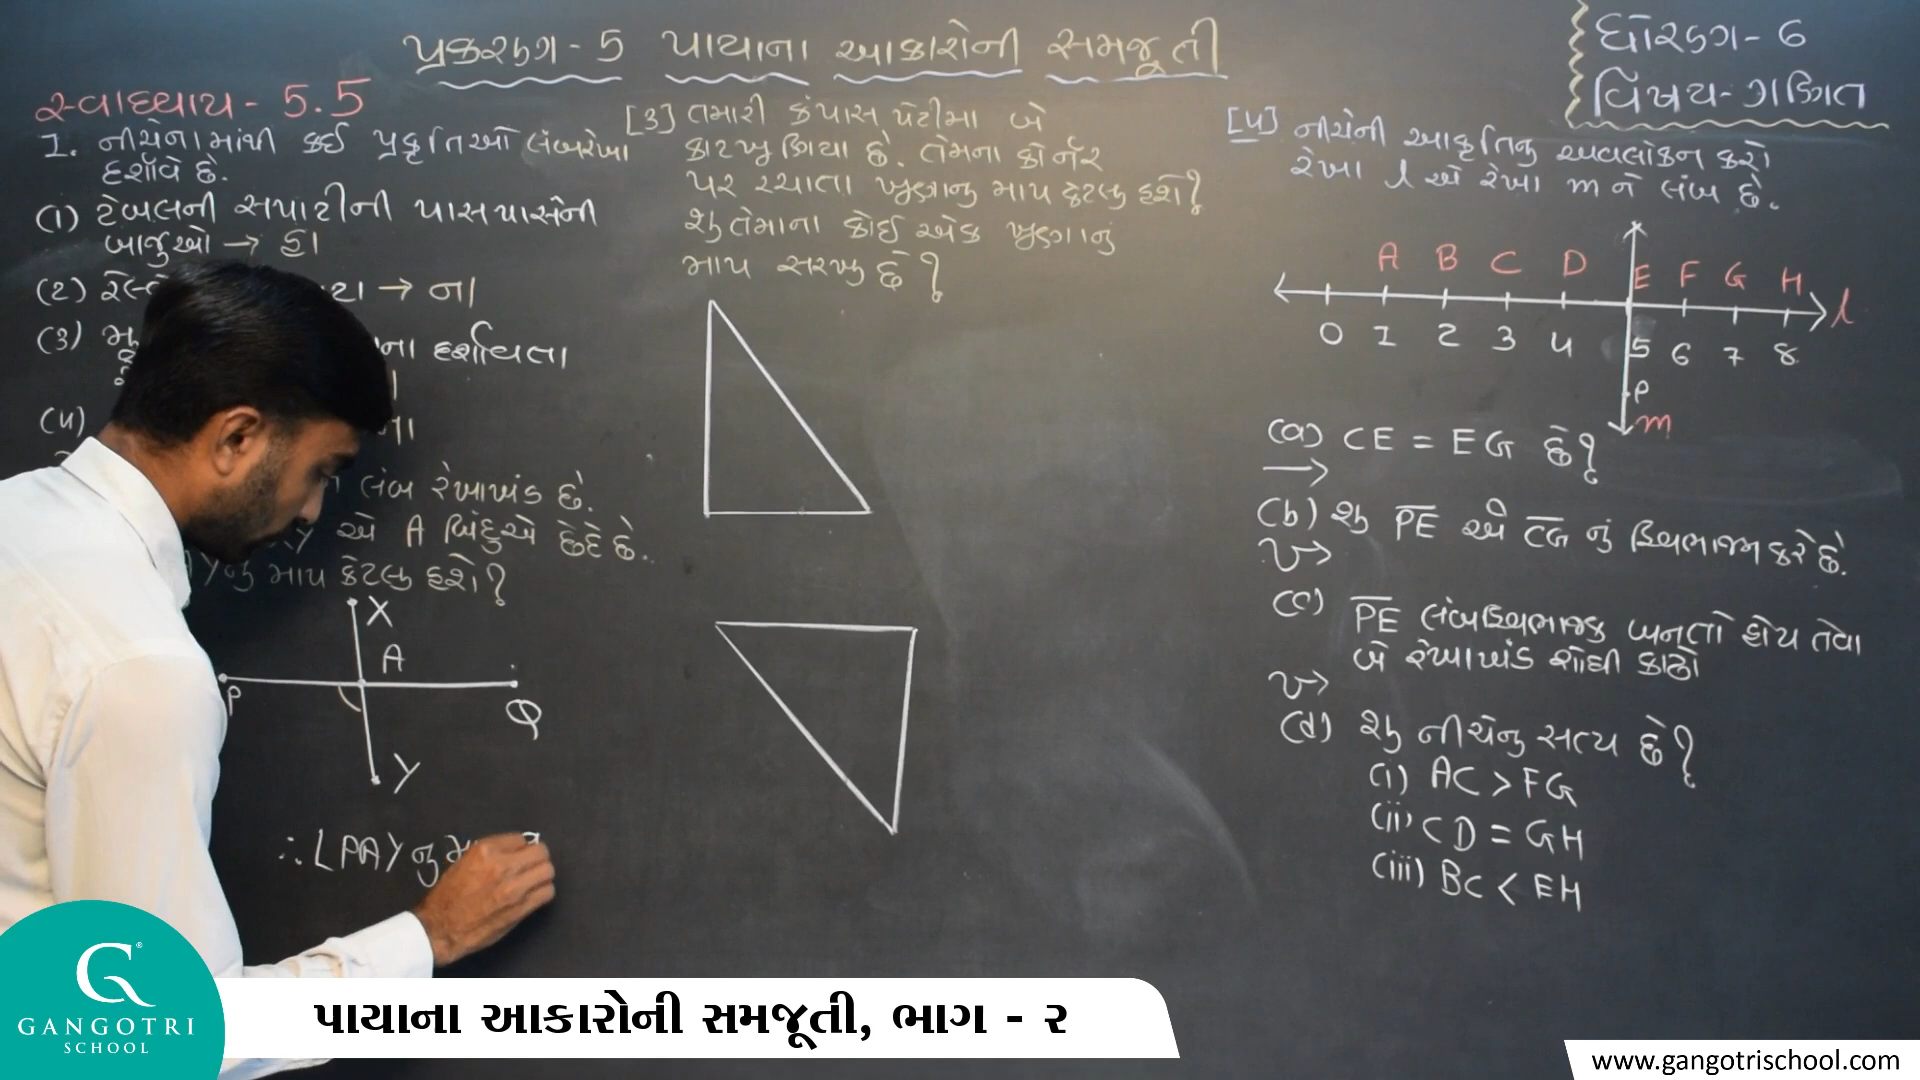 પ્રકરણ - 5 પાયાના આકારોની સમજૂતી
ધોરણ - 6
વિષય - ગણિત
સ્વાધ્યાય - 5.5
1. નીચેનામાંથી કઈ પ્રકૃતિઓ લંબરેખા
દર્શાવે છે.
(1) ટેબલની સપાટીની પાસપાસેની
બાજુઓ → હા
(2) → ના
(3) દર્શાવતા
(4)
લંબ રેખાખંડ છે.
એ A બિંદુએ છેદે છે.
નુ માપ કેટલુ હશે?
X
A
P
Q
Y
∴ ∠PAY નુ
[3] તમારી કંપાસ પેટીમા બે
કાટખુણિયા છે. તેમના કોર્નર
પર રચાતા ખુણાનુ માપ કેટલુ હશે?
શુ તેમાના કોઈ એક ખુણાનું
માપ સરખુ છે?
[4] નીચેની આકૃતિનુ અવલોકન કરો
રેખા l એ રેખા m ને લંબ છે.
A B C D E F G H l
0 1 2 3 4 5 6 7 8
P
m
(a) CE = EG છે?
→
(b) શુ PE એ CG નું દ્વિભાજન કરે છે.
→
(c) PE લંબદ્વિભાજક બનતો હોય તેવા
બે રેખાખંડ શોધી કાઢો
→
(d) શુ નીચેનુ સત્ય છે?
(i) AC > FG
(ii) CD = GH
(iii) BC < EH
G®
GANGOTRI
SCHOOL
પાયાના આકારોની સમજૂતી, ભાગ - ૨
www.gangotrischool.com